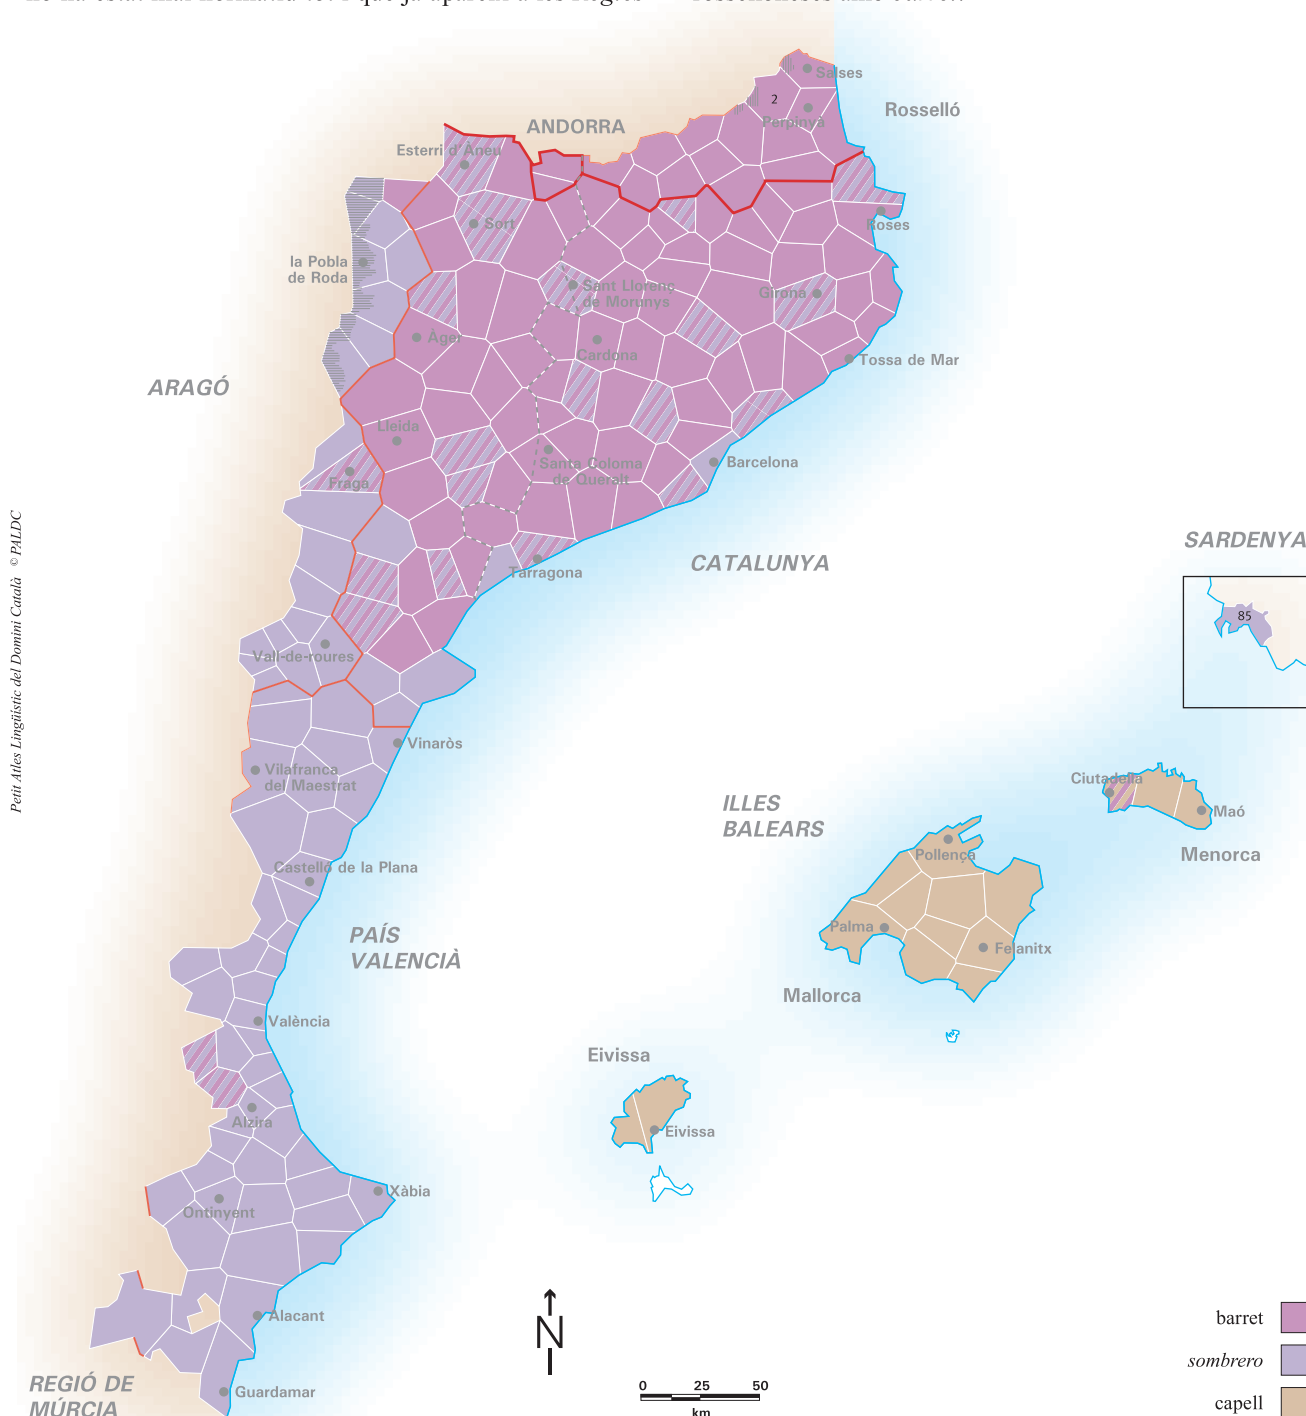 Salses
2
Perpinyà
Rosselló
ANDORRA
Esterri d'Àneu
Sort
Roses
la Pobla
de Roda
Sant Llorenç
de Morunys
Girona
Àger
Cardona
Tossa de Mar
ARAGÓ
Lleida
Santa Coloma
de Queralt
Barcelona
Fraga
Petit Atles Lingüístic del Domini Català © PALDC
SARDENYA
CATALUNYA
Tarragona
85
Vall-de-roures
Vinaròs
Vilafranca
del Maestrat
Ciutadella
Maó
ILLES
BALEARS
Menorca
Pollença
Castelló de la Plana
Palma
Felanitx
PAÍS
VALENCIÀ
Mallorca
València
Eivissa
Alzira
Eivissa
Xàbia
Ontinyent
N
Alacant
barret
sombrero
capell
REGIÓ DE
MÚRCIA
Guardamar
0 25 50
km